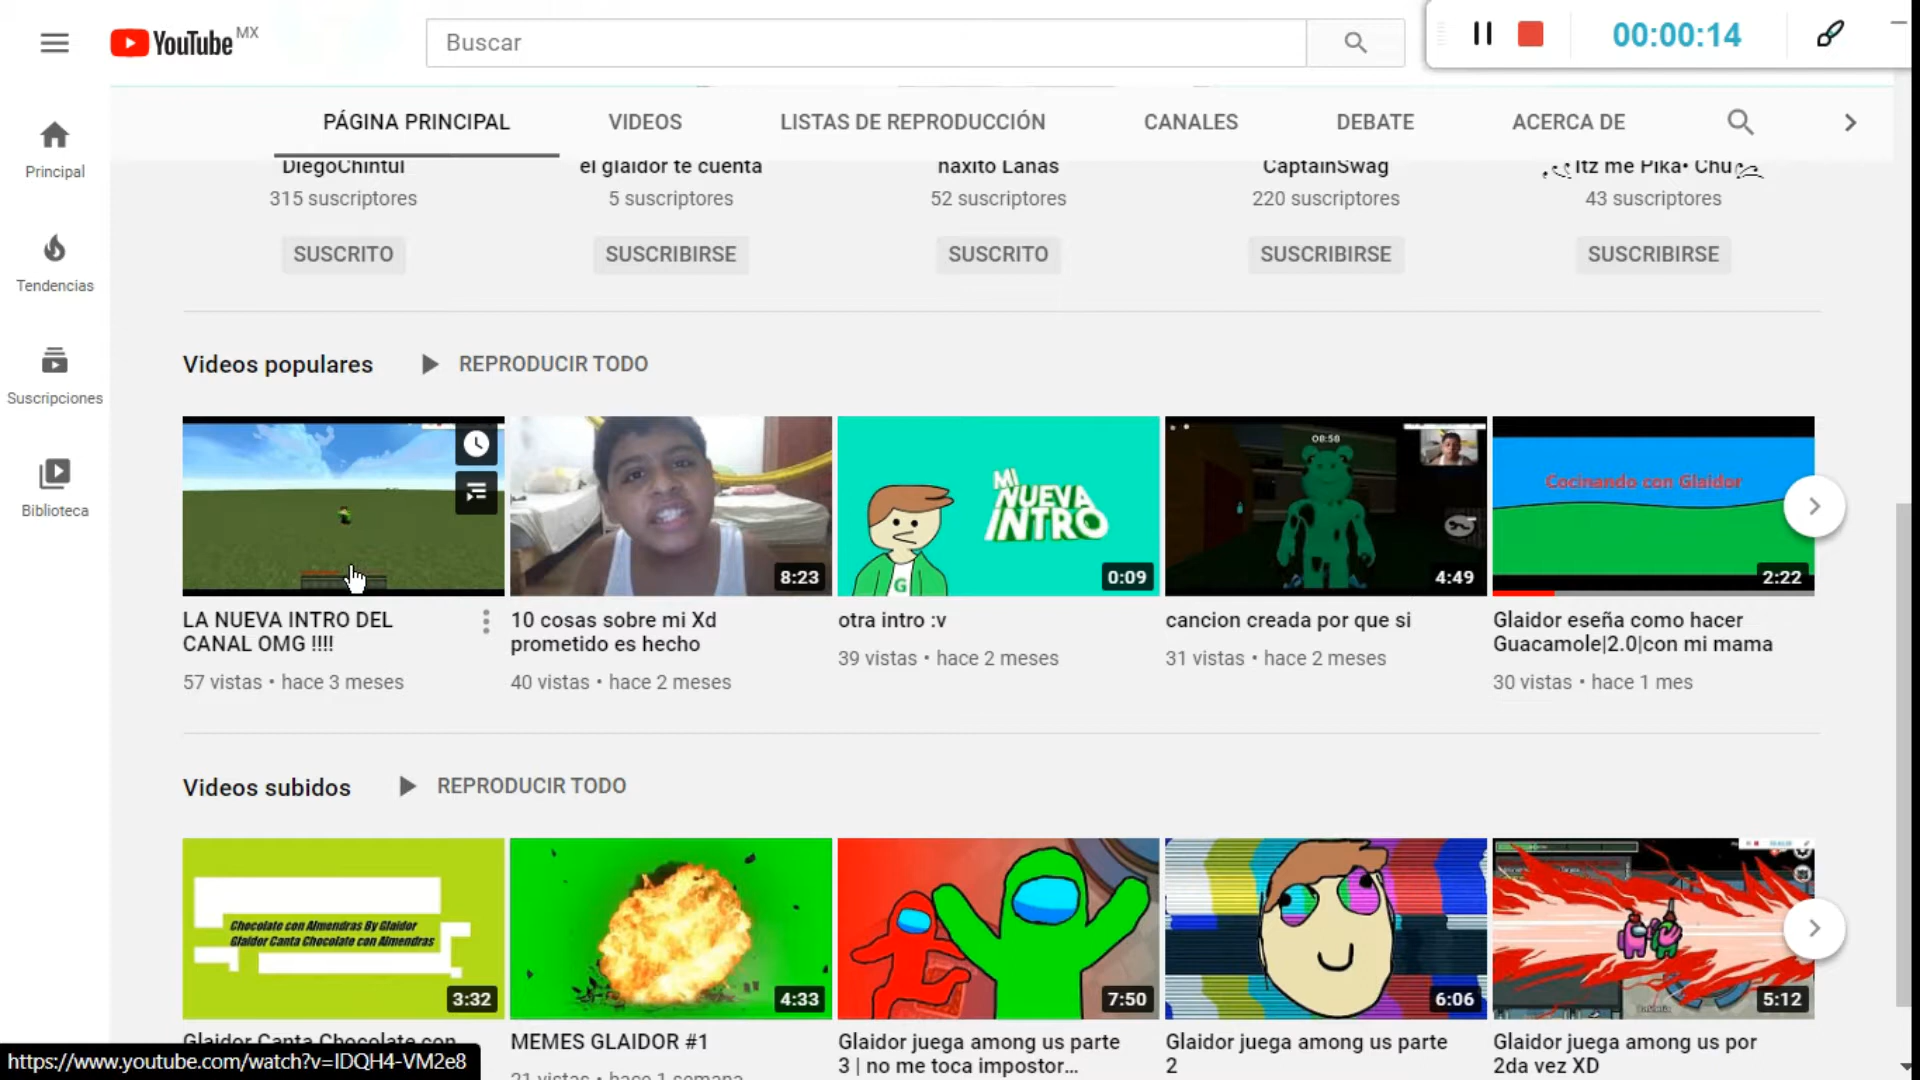 YouTube MX
Buscar
00:00:14
PÁGINA PRINCIPAL
VIDEOS
LISTAS DE REPRODUCCIÓN
CANALES
DEBATE
ACERCA DE
Principal
Tendencias
Suscripciones
Biblioteca
DiegoChintul
el glaidor te cuenta
naxito Lanas
CaptainSwag
Itz me Pika• Chu
315 suscriptores
5 suscriptores
52 suscriptores
220 suscriptores
43 suscriptores
SUSCRITO
SUSCRIBIRSE
SUSCRITO
SUSCRIBIRSE
SUSCRIBIRSE
Videos populares
REPRODUCIR TODO
8:23
MI
NUEVA
INTRO
G
0:09
08:58
4:49
Cocinando con Glaidor
2:22
LA NUEVA INTRO DEL
CANAL OMG !!!!
57 vistas • hace 3 meses
10 cosas sobre mi Xd
prometido es hecho
40 vistas • hace 2 meses
otra intro :v
39 vistas • hace 2 meses
cancion creada por que si
31 vistas • hace 2 meses
Glaidor eseña como hacer
Guacamole|2.0|con mi mama
30 vistas • hace 1 mes
Videos subidos
REPRODUCIR TODO
Chocolate con Almendras By Glaidor
Glaidor Canta Chocolate con Almendras
3:32
4:33
7:50
6:06
5:12
Glaidor Canta Chocolate con
MEMES GLAIDOR #1
21 vistas • hace 1 semana
Glaidor juega among us parte
3 | no me toca impostor...
Glaidor juega among us parte
2
Glaidor juega among us por
2da vez XD
https://www.youtube.com/watch?v=IDQH4-VM2e8